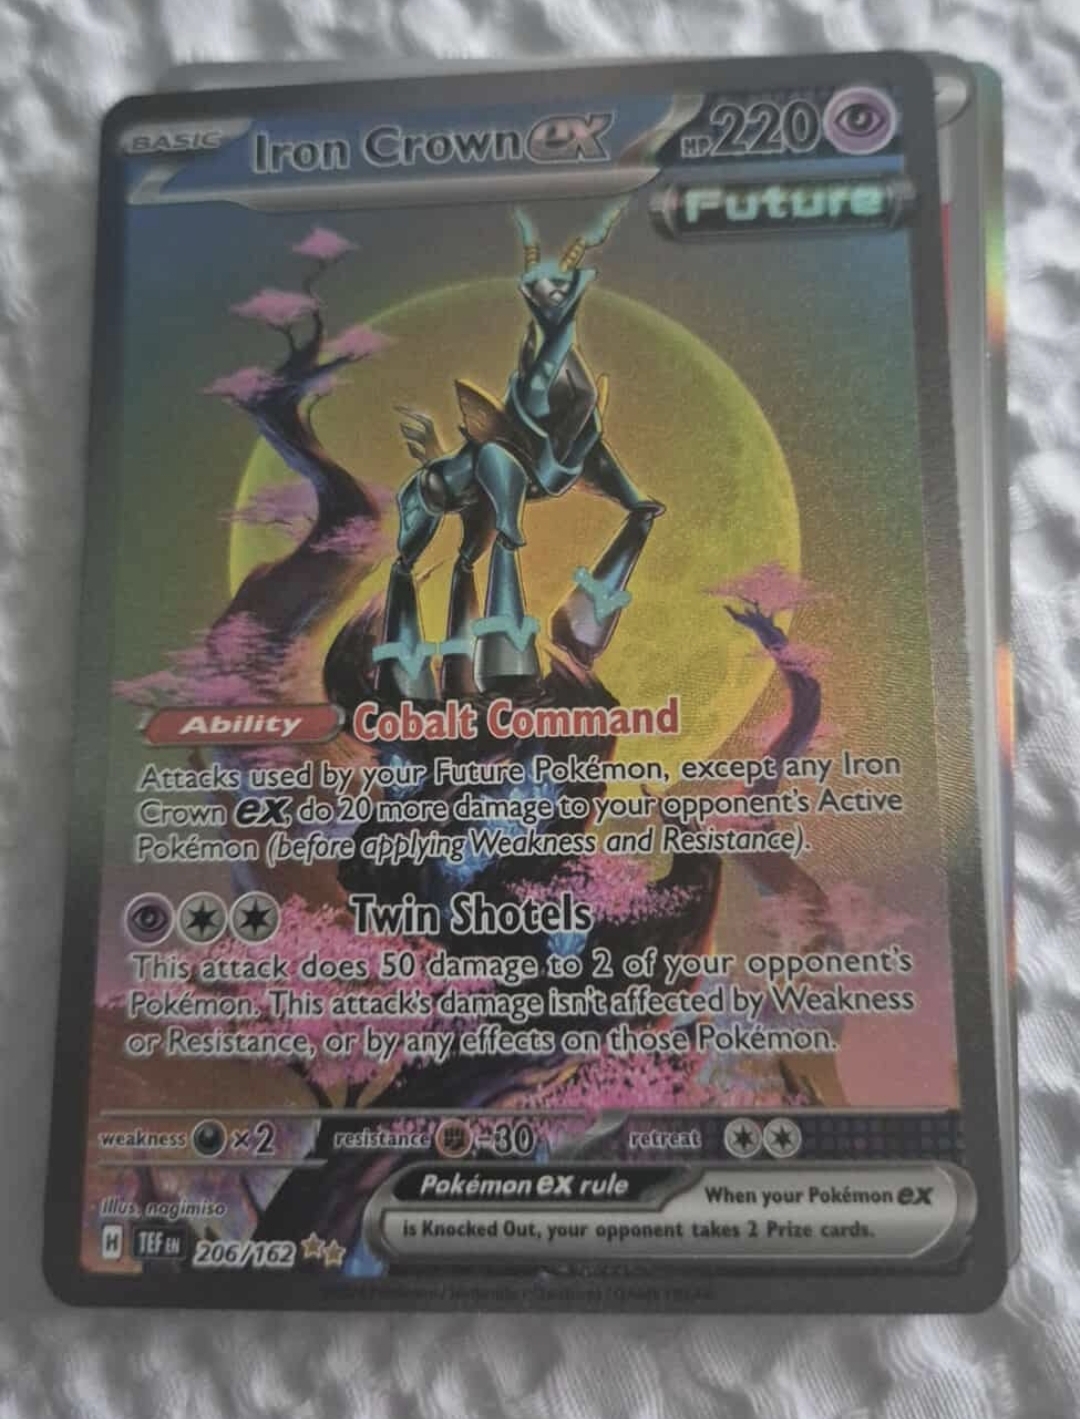 BASIC Iron Crown ex HP 220
Future
Ability Cobalt Command
Attacks used by your Future Pokémon, except any Iron
Crown ex, do 20 more damage to your opponent's Active
Pokémon (before applying Weakness and Resistance).
Twin Shotels
This attack does 50 damage to 2 of your opponent's
Pokémon. This attack's damage isn't affected by Weakness
or Resistance, or by any effects on those Pokémon.
weakness ×2 resistance -30 retreat
Pokémon ex rule When your Pokémon ex
is Knocked Out, your opponent takes 2 Prize cards.
Illus. nagimiso
H TEF EN 206/162